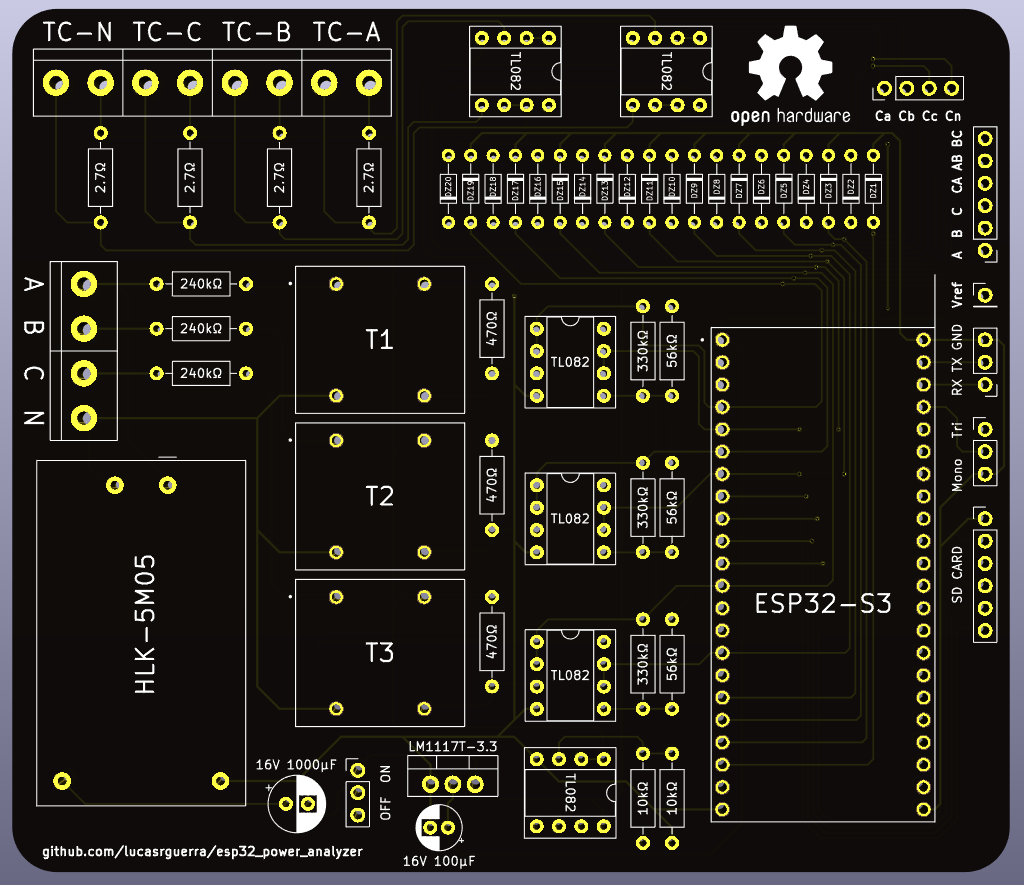 TC-N TC-C TC-B TC-A
TL082 TL082
open hardware
Ca Cb Cc Cn
2.7Ω 2.7Ω 2.7Ω 2.7Ω
DZ20 DZ19 DZ18 DZ17 DZ16 DZ15 DZ14 DZ13 DZ12 DZ11 DZ10 DZ9 DZ8 DZ7 DZ6 DZ5 DZ4 DZ3 DZ2 DZ1
A B C CA AB BC
A
B
C
N
240kΩ
240kΩ
240kΩ
T1
470Ω
TL082
330kΩ
56kΩ
Vref
RX TX GND
Mono Tri
SD CARD
T2
470Ω
TL082
330kΩ
56kΩ
HLK-5M05
ESP32-S3
T3
470Ω
TL082
330kΩ
56kΩ
LM1117T-3.3
16V 1000µF
+
OFF ON
TL082
10kΩ
10kΩ
+
16V 100µF
github.com/lucasrguerra/esp32_power_analyzer